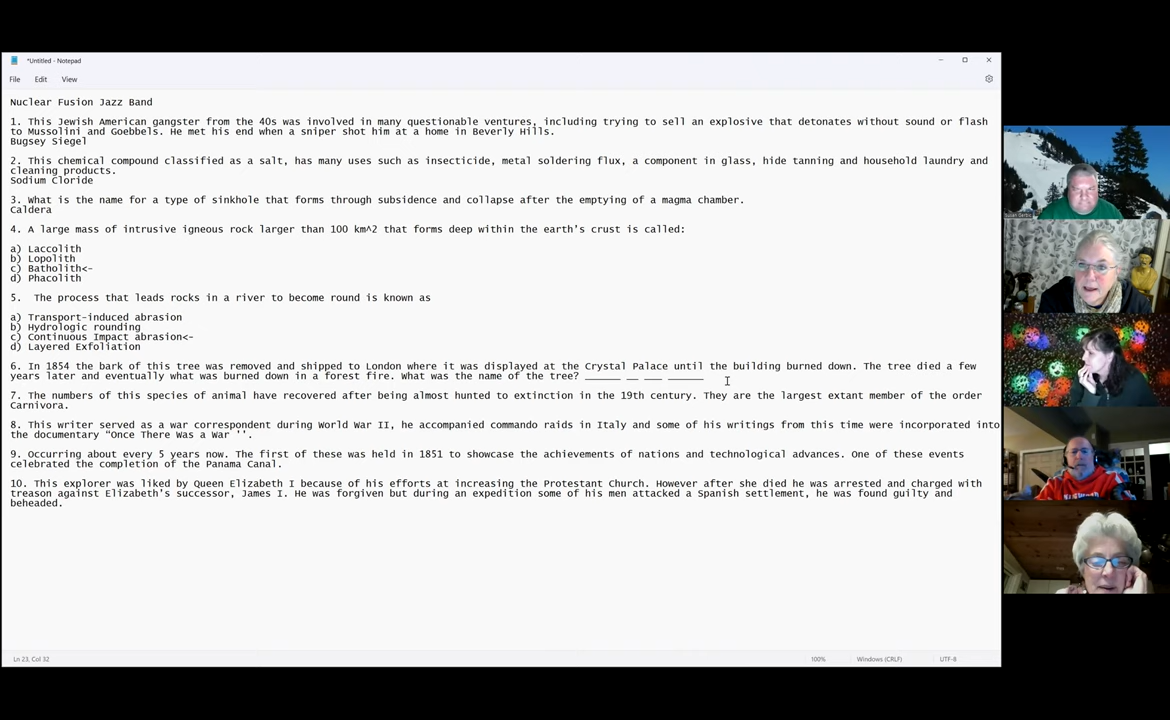 *Untitled - Notepad
File Edit View
Nuclear Fusion Jazz Band
1. This Jewish American gangster from the 40s was involved in many questionable ventures, including trying to sell an explosive that detonates without sound or flash
to Mussolini and Goebbels. He met his end when a sniper shot him at a home in Beverly Hills.
Bugsey Siegel
2. This chemical compound classified as a salt, has many uses such as insecticide, metal soldering flux, a component in glass, hide tanning and household laundry and
cleaning products.
Sodium Cloride
3. What is the name for a type of sinkhole that forms through subsidence and collapse after the emptying of a magma chamber.
Caldera
4. A large mass of intrusive igneous rock larger than 100 km^2 that forms deep within the earth's crust is called:
a) Laccolith
b) Lopolith
c) Batholith<-
d) Phacolith
5.  The process that leads rocks in a river to become round is known as
a) Transport-induced abrasion
b) Hydrologic rounding
c) Continuous Impact abrasion<-
d) Layered Exfoliation
6. In 1854 the bark of this tree was removed and shipped to London where it was displayed at the Crystal Palace until the building burned down. The tree died a few
years later and eventually what was burned down in a forest fire. What was the name of the tree? ______ __ ___ ______
7. The numbers of this species of animal have recovered after being almost hunted to extinction in the 19th century. They are the largest extant member of the order
Carnivora.
8. This writer served as a war correspondent during World War II, he accompanied commando raids in Italy and some of his writings from this time were incorporated into
the documentary “Once There Was a War ''.
9. Occurring about every 5 years now. The first of these was held in 1851 to showcase the achievements of nations and technological advances. One of these events
celebrated the completion of the Panama Canal.
10. This explorer was liked by Queen Elizabeth I because of his efforts at increasing the Protestant Church. However after she died he was arrested and charged with
treason against Elizabeth's successor, James I. He was forgiven but during an expedition some of his men attacked a Spanish settlement, he was found guilty and
beheaded.
Ln 23, Col 32
100%
Windows (CRLF)
UTF-8